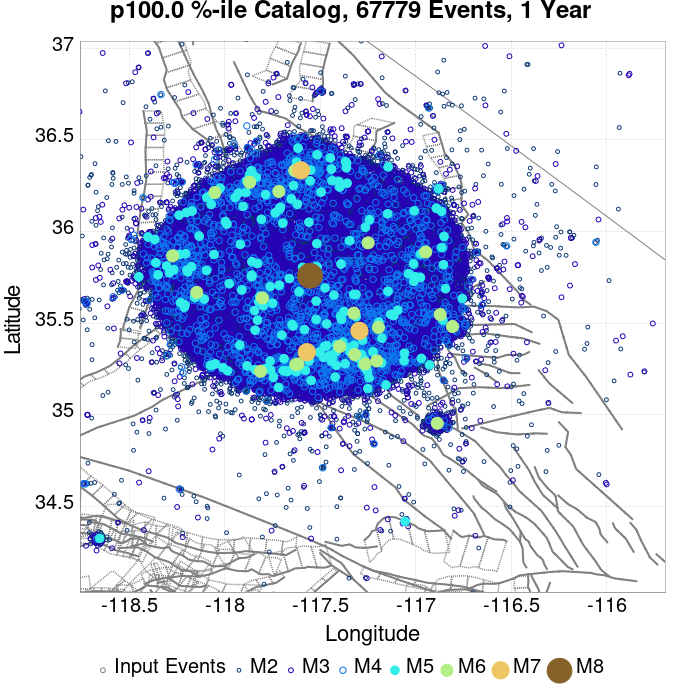 p100.0 %-ile Catalog, 67779 Events, 1 Year
37
36.5
36
35.5
35
34.5
Latitude
-118.5 -118 -117.5 -117 -116.5 -116
Longitude
Input Events M2 M3 M4 M5 M6 M7 M8